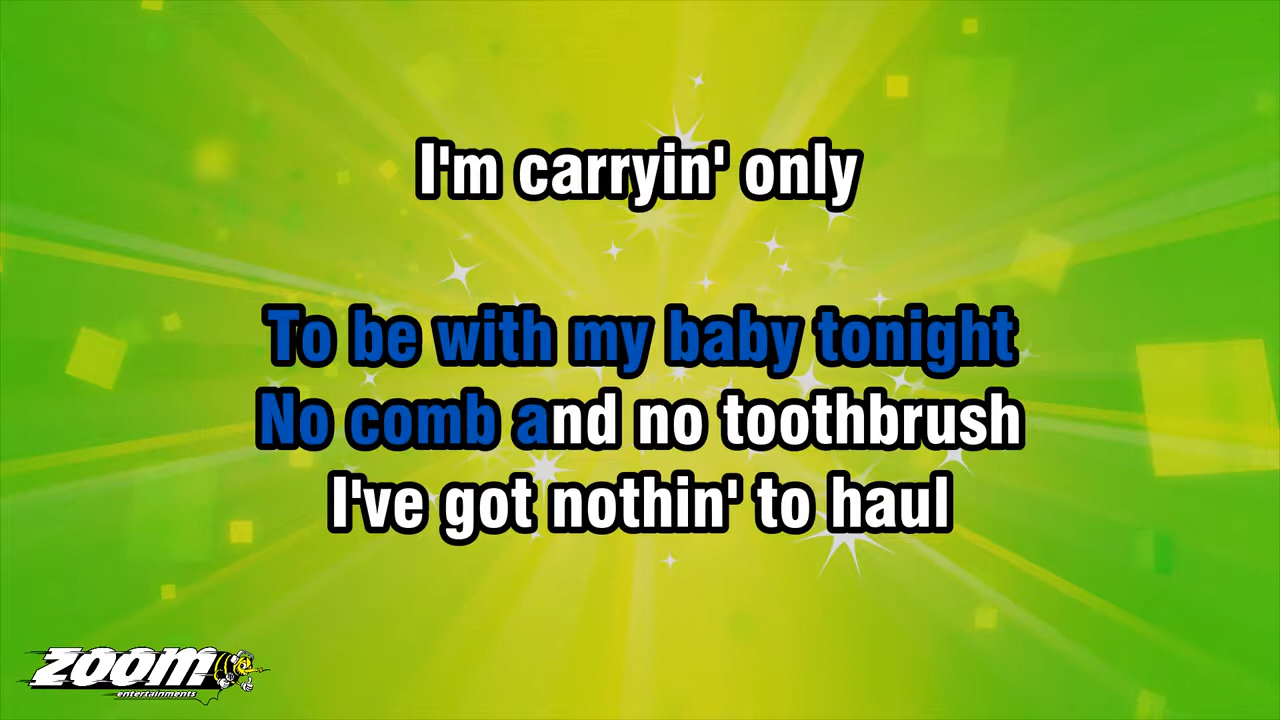 I'm carryin' only
To be with my baby tonight
No comb and no toothbrush
I've got nothin' to haul
ZOOM
entertainments